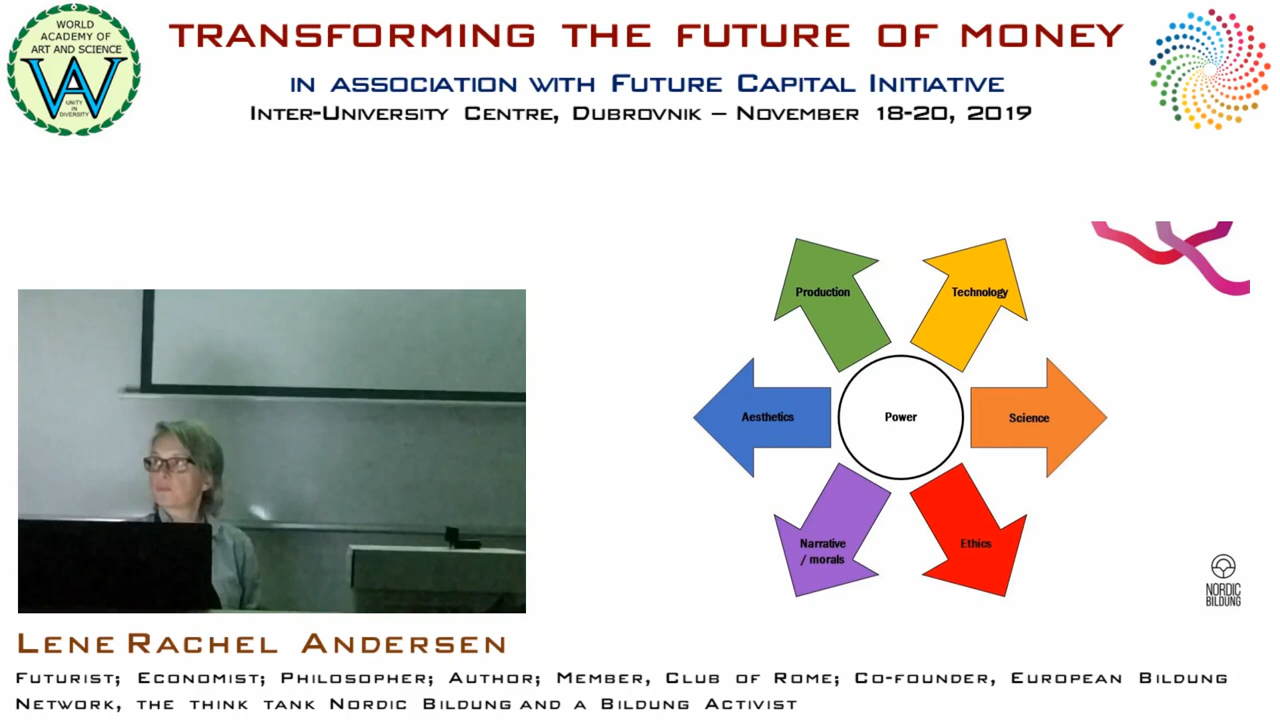 WORLD
ACADEMY OF
ART AND SCIENCE
WA
UNITY
IN
DIVERSITY
TRANSFORMING THE FUTURE OF MONEY
IN ASSOCIATION WITH FUTURE CAPITAL INITIATIVE
INTER-UNIVERSITY CENTRE, DUBROVNIK – NOVEMBER 18-20, 2019
Production
Technology
Aesthetics
Power
Science
Narrative
/ morals
Ethics
NORDIC
BILDUNG
LENE RACHEL ANDERSEN
FUTURIST; ECONOMIST; PHILOSOPHER; AUTHOR; MEMBER, CLUB OF ROME; CO-FOUNDER, EUROPEAN BILDUNG
NETWORK, THE THINK TANK NORDIC BILDUNG AND A BILDUNG ACTIVIST